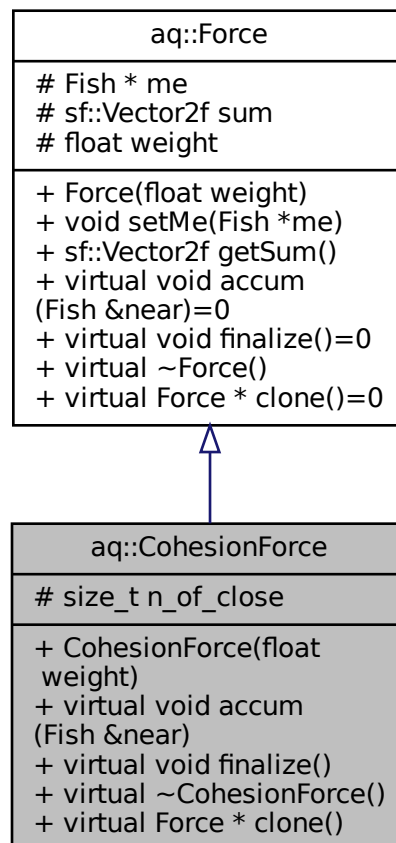 aq::Force
# Fish * me
# sf::Vector2f sum
# float weight
+ Force(float weight)
+ void setMe(Fish *me)
+ sf::Vector2f getSum()
+ virtual void accum
(Fish &near)=0
+ virtual void finalize()=0
+ virtual ~Force()
+ virtual Force * clone()=0
aq::CohesionForce
# size_t n_of_close
+ CohesionForce(float
weight)
+ virtual void accum
(Fish &near)
+ virtual void finalize()
+ virtual ~CohesionForce()
+ virtual Force * clone()